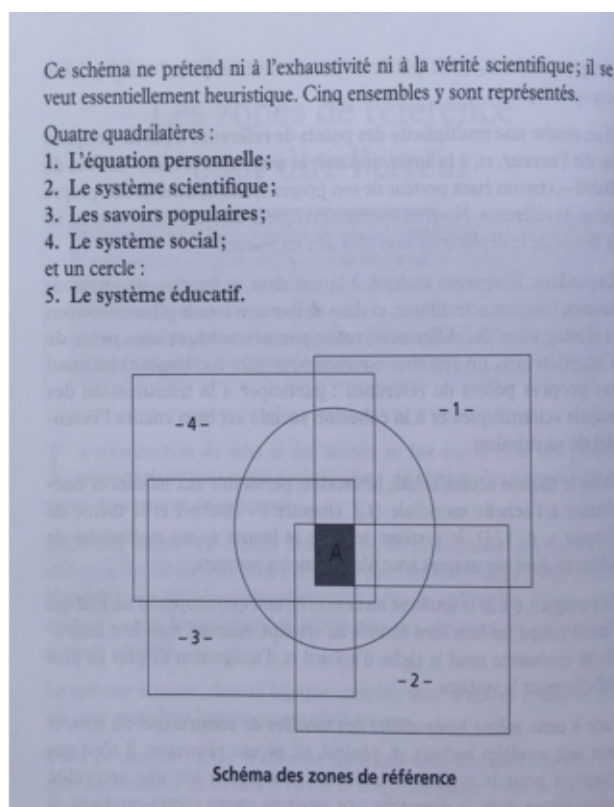 Ce schéma ne prétend ni à l'exhaustivité ni à la vérité scientifique; il se
veut essentiellement heuristique. Cinq ensembles y sont représentés.
Quatre quadrilatères :
1. L'équation personnelle;
2. Le système scientifique;
3. Les savoirs populaires;
4. Le système social;
et un cercle :
5. Le système éducatif.
-1-
-4-
A
-3-
-2-
Schéma des zones de référence